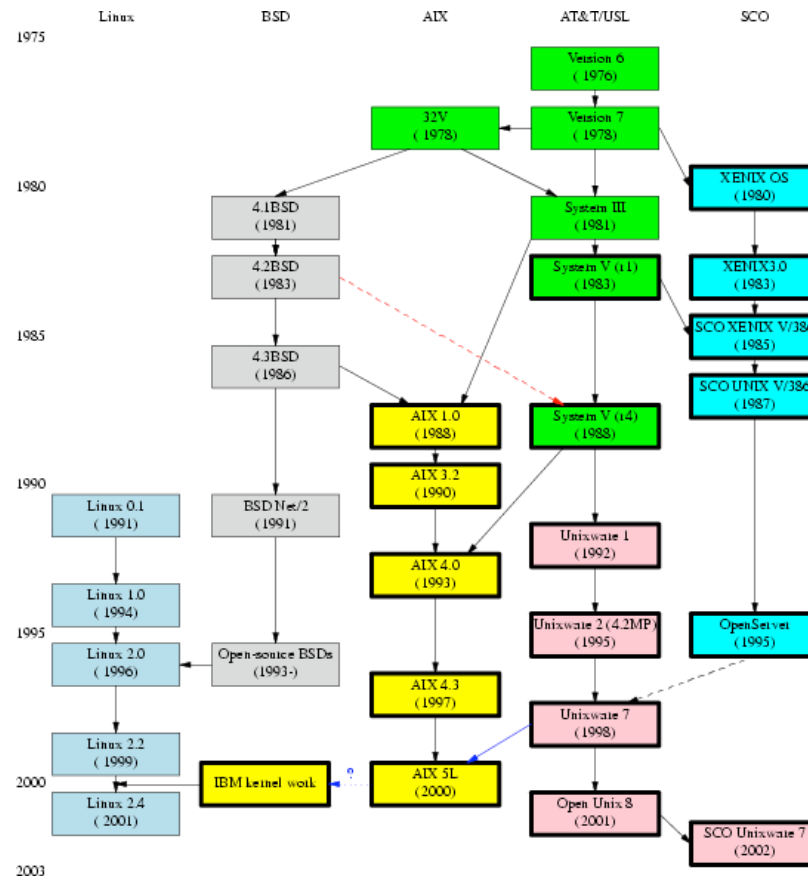 Linux BSD AIX AT&T/USL SCO
1975
Version 6
( 1976)
32V
( 1978)
Version 7
( 1978)
1980
XENIX OS
(1980)
4.1BSD
(1981)
System III
(1981)
4.2BSD
(1983)
System V (r1)
(1983)
XENIX3.0
(1983)
1985
SCO XENIX V/386
(1985)
4.3BSD
(1986)
SCO UNIX V/386
(1987)
AIX 1.0
(1988)
System V (r4)
(1988)
1990
AIX 3.2
(1990)
Linux 0.1
( 1991)
BSD Net/2
(1991)
Unixware 1
(1992)
AIX 4.0
(1993)
Linux 1.0
(1994)
1995
Unixware 2 (4.2MP)
(1995)
OpenServer
(1995)
Linux 2.0
(1996)
Open-source BSDs
(1993-)
AIX 4.3
(1997)
Unixware 7
(1998)
Linux 2.2
(1999)
2000
IBM kernel work
?
AIX 5L
(2000)
Linux 2.4
( 2001)
Open Unix 8
(2001)
SCO Unixware 7
(2002)
2003